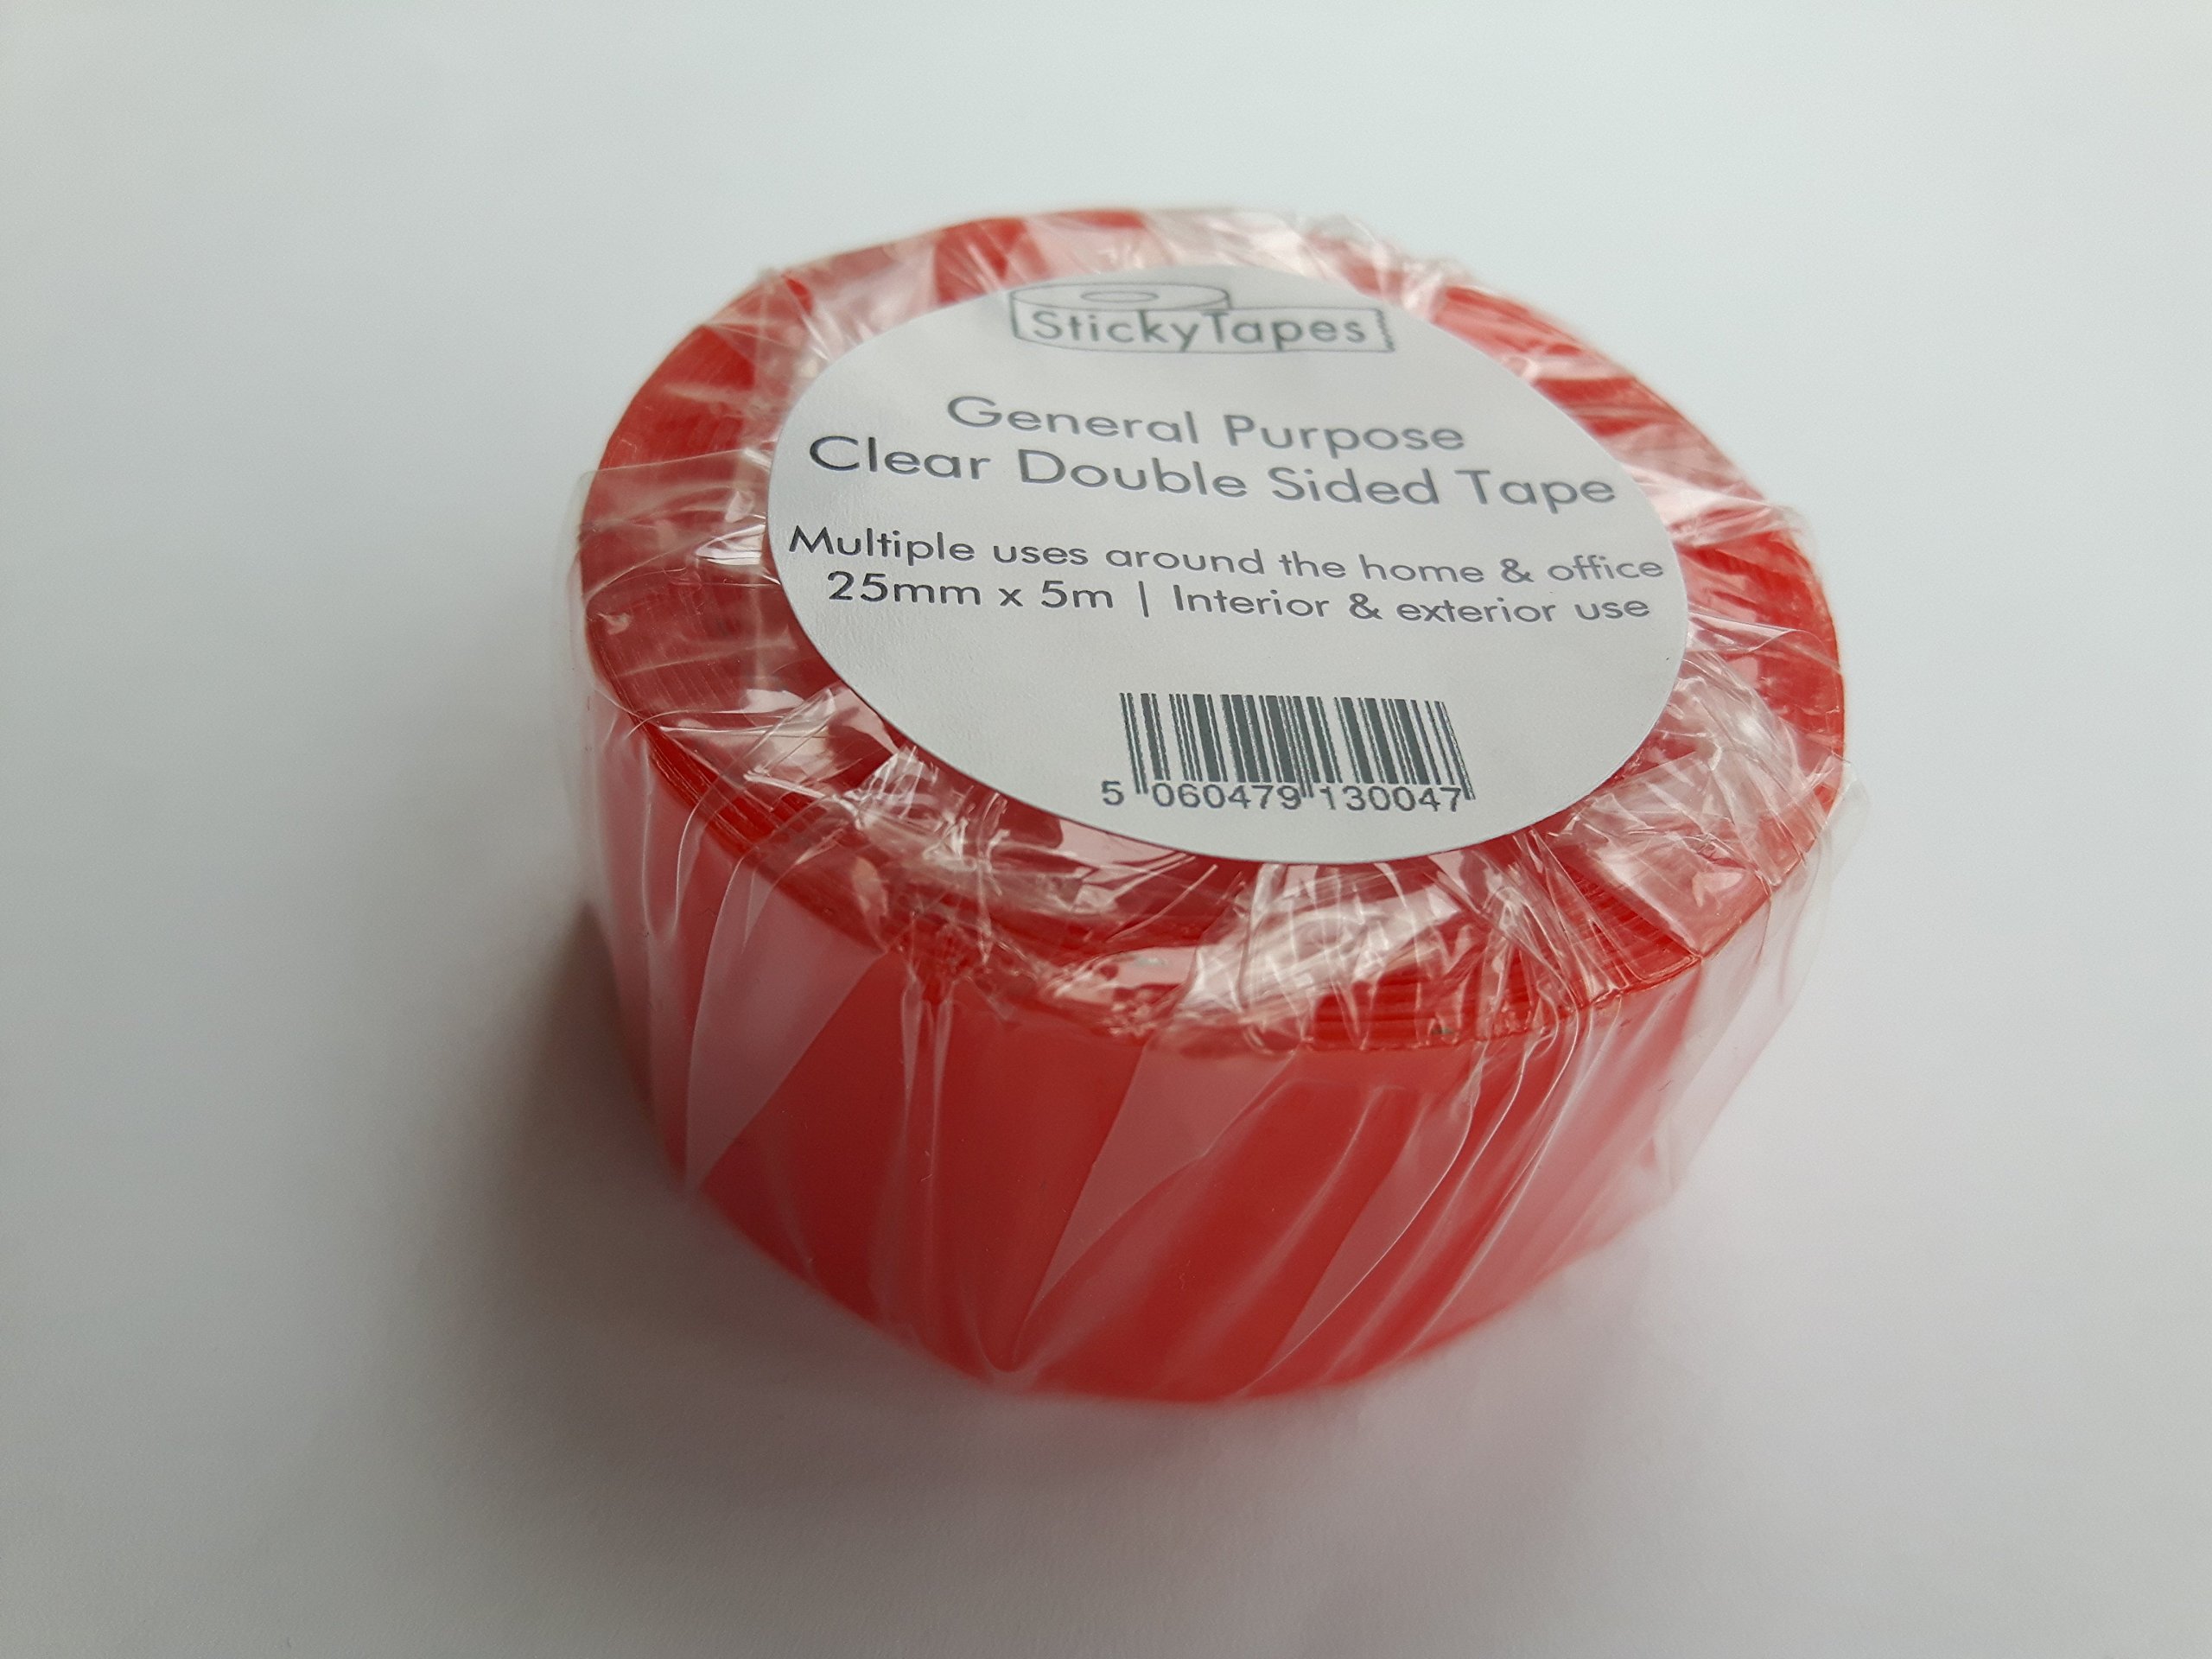 StickyTapes
General Purpose
Clear Double Sided Tape
Multiple uses around the home & office
25mm x 5m | Interior & exterior use
5 060479 130047